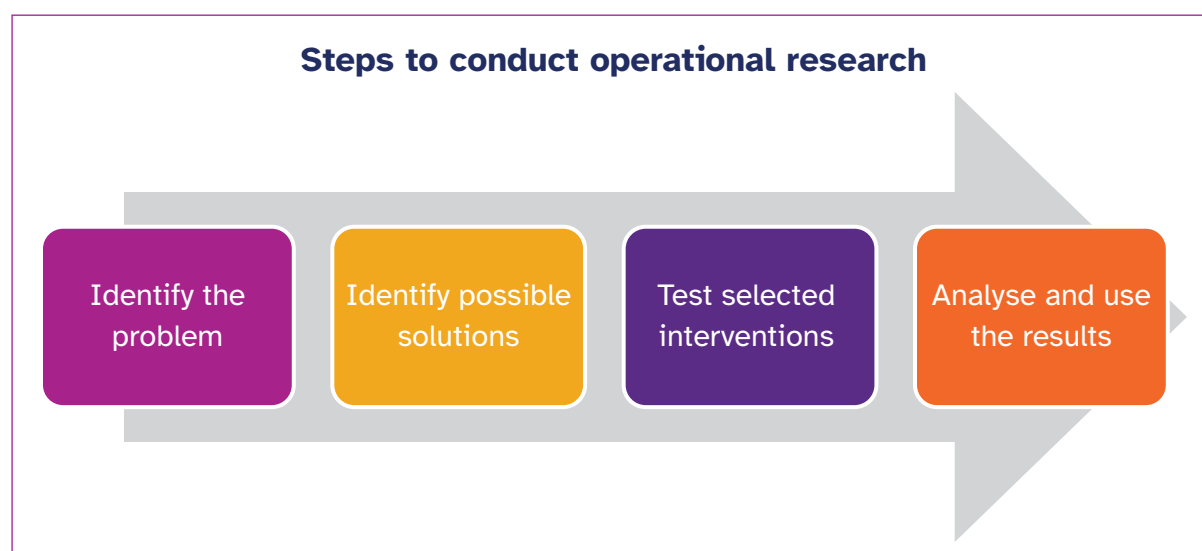 Steps to conduct operational research
Identify the
problem
Identify possible
solutions
Test selected
interventions
Analyse and use
the results